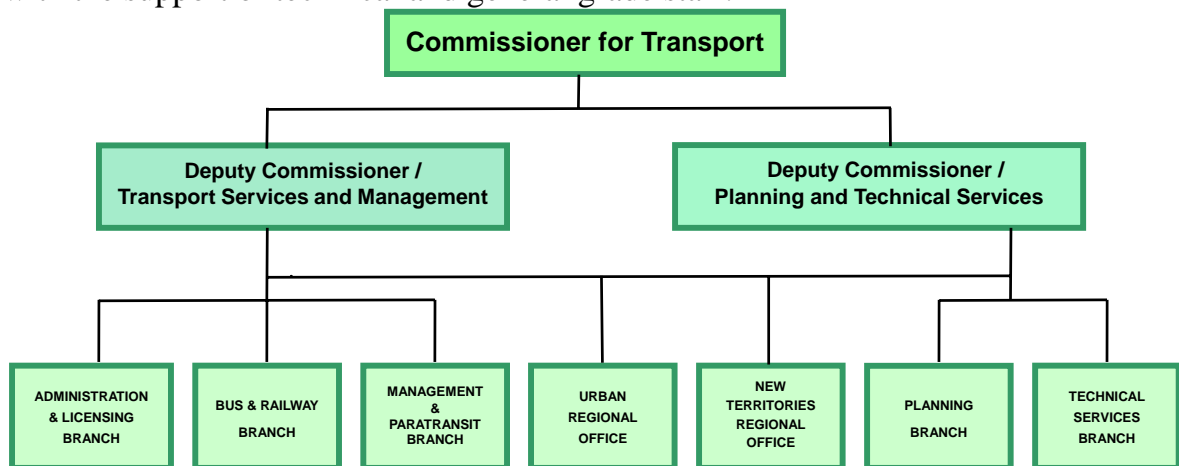 Commissioner for Transport
Deputy Commissioner /
Transport Services and Management
Deputy Commissioner /
Planning and Technical Services
ADMINISTRATION
& LICENSING
BRANCH
BUS & RAILWAY
BRANCH
MANAGEMENT
&
PARATRANSIT
BRANCH
URBAN
REGIONAL
OFFICE
NEW
TERRITORIES
REGIONAL
OFFICE
PLANNING
BRANCH
TECHNICAL
SERVICES
BRANCH